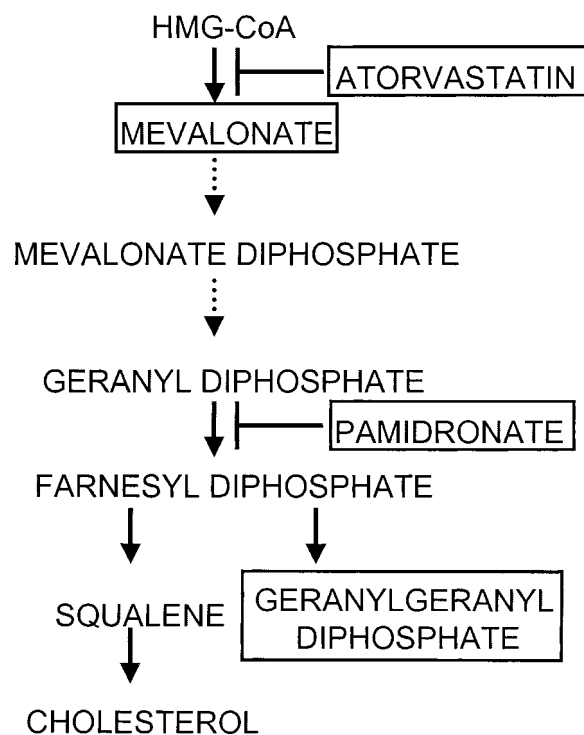 HMG-CoA
ATORVASTATIN
MEVALONATE
MEVALONATE DIPHOSPHATE
GERANYL DIPHOSPHATE
PAMIDRONATE
FARNESYL DIPHOSPHATE
SQUALENE
GERANYLGERANYL
DIPHOSPHATE
CHOLESTEROL